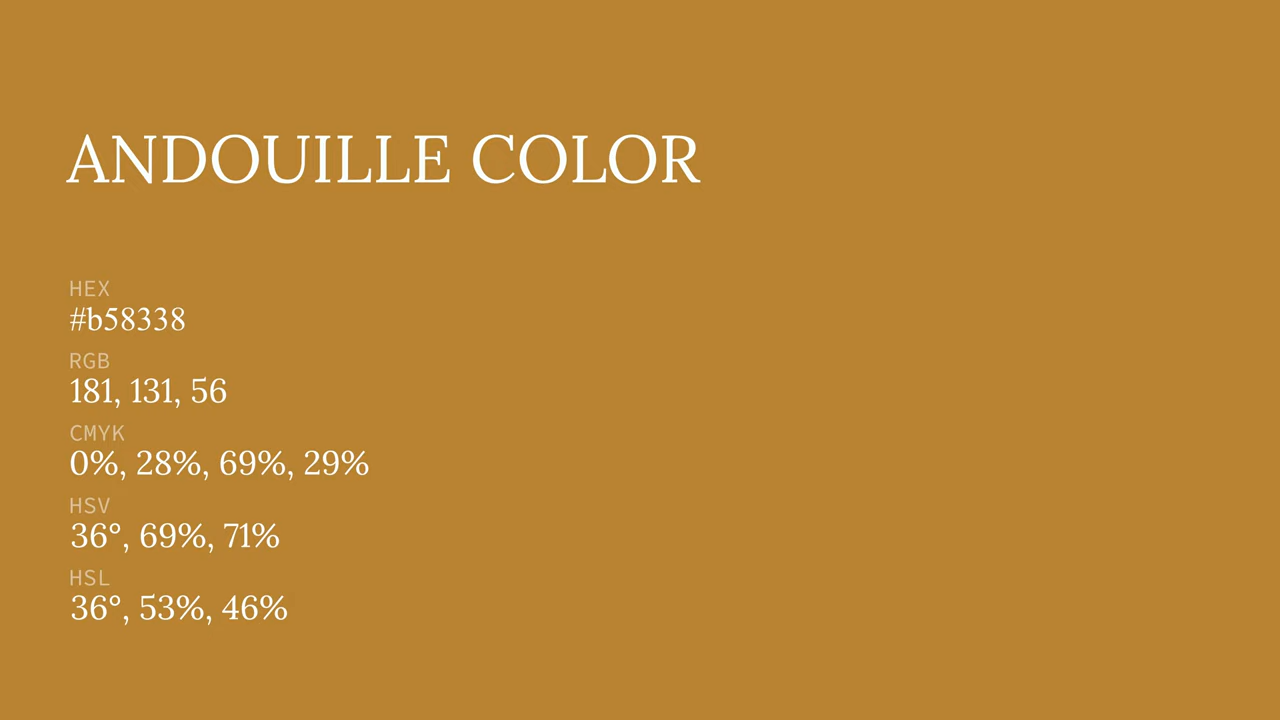 ANDOUILLE COLOR
HEX
#b58338
RGB
181, 131, 56
CMYK
0%, 28%, 69%, 29%
HSV
36°, 69%, 71%
HSL
36°, 53%, 46%